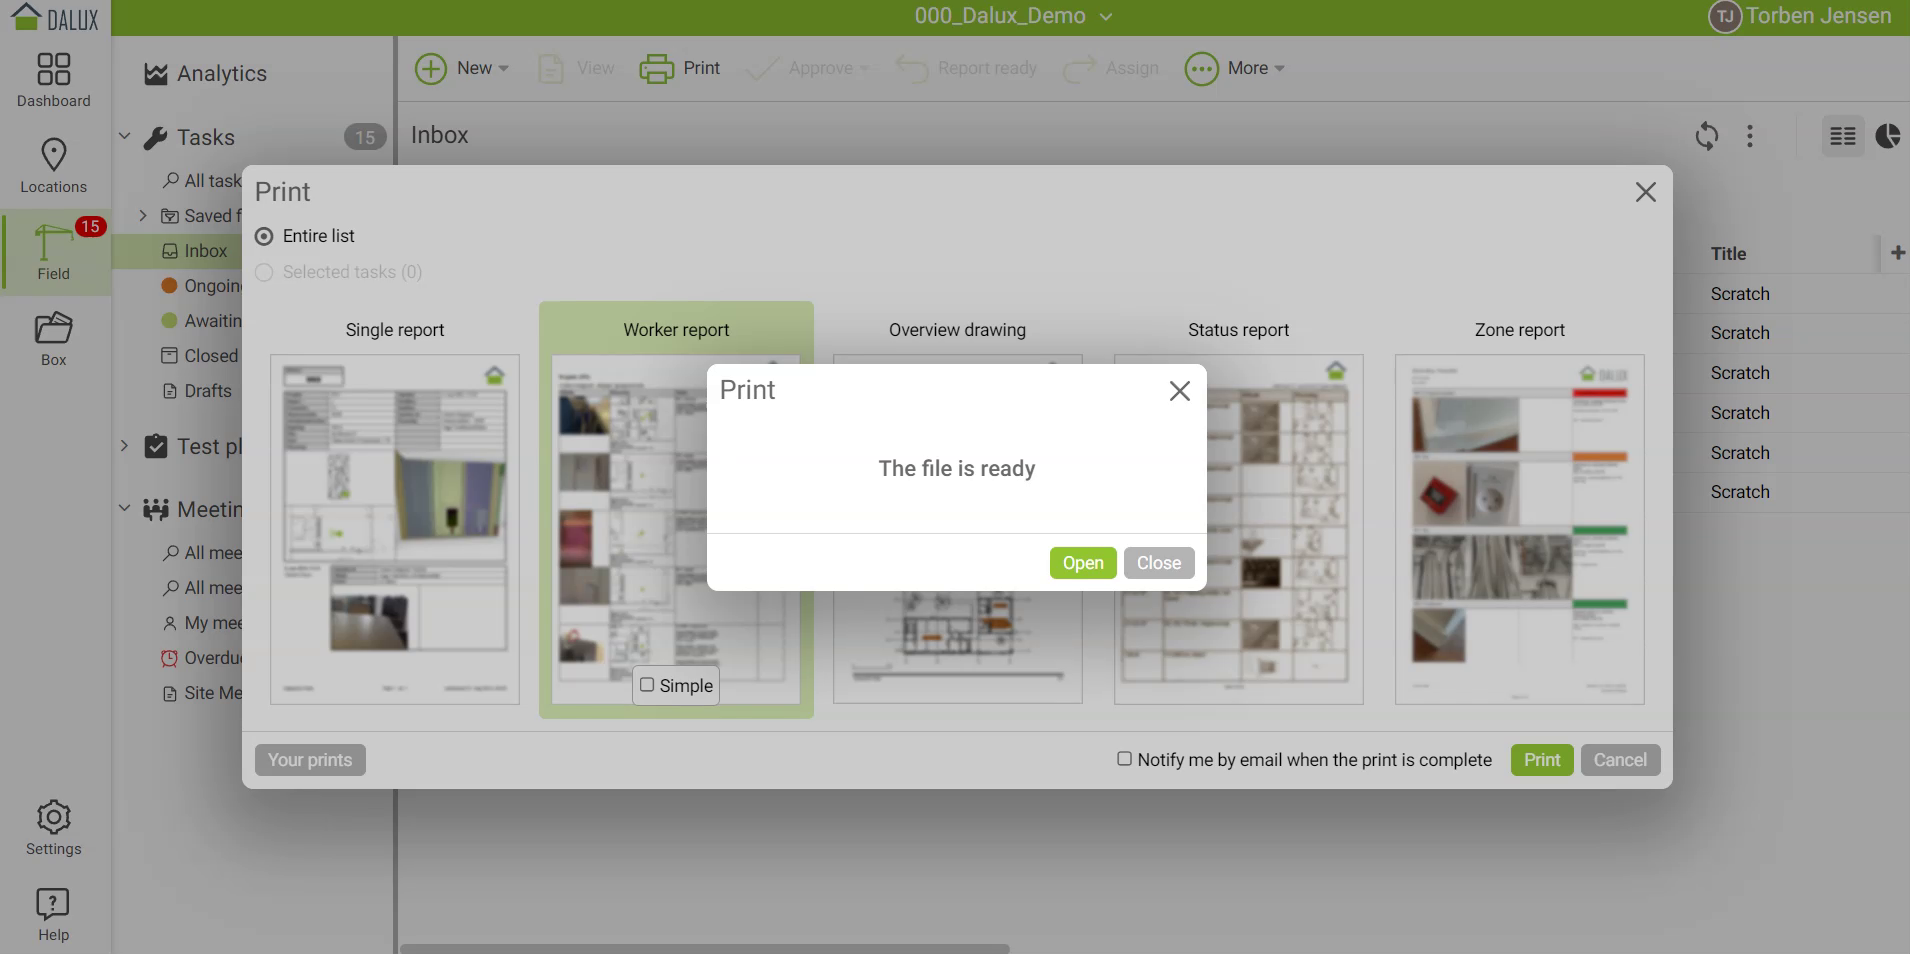 DALUX
000_Dalux_Demo
TJ Torben Jensen
Dashboard
Locations
15
Field
Box
Settings
Help
Analytics
Tasks 15
All task
Saved f
Inbox
Ongoin
Awaitin
Closed
Drafts
Test pl
Meetin
All mee
All mee
My mee
Overdu
Site Me
New View Print Approve Report ready Assign More
Inbox
Title
Scratch
Scratch
Scratch
Scratch
Scratch
Scratch
Print
Entire list
Selected tasks (0)
Single report Worker report Overview drawing Status report Zone report
DALUX
Simple
Your prints Notify me by email when the print is complete Print Cancel
Print
The file is ready
Open Close